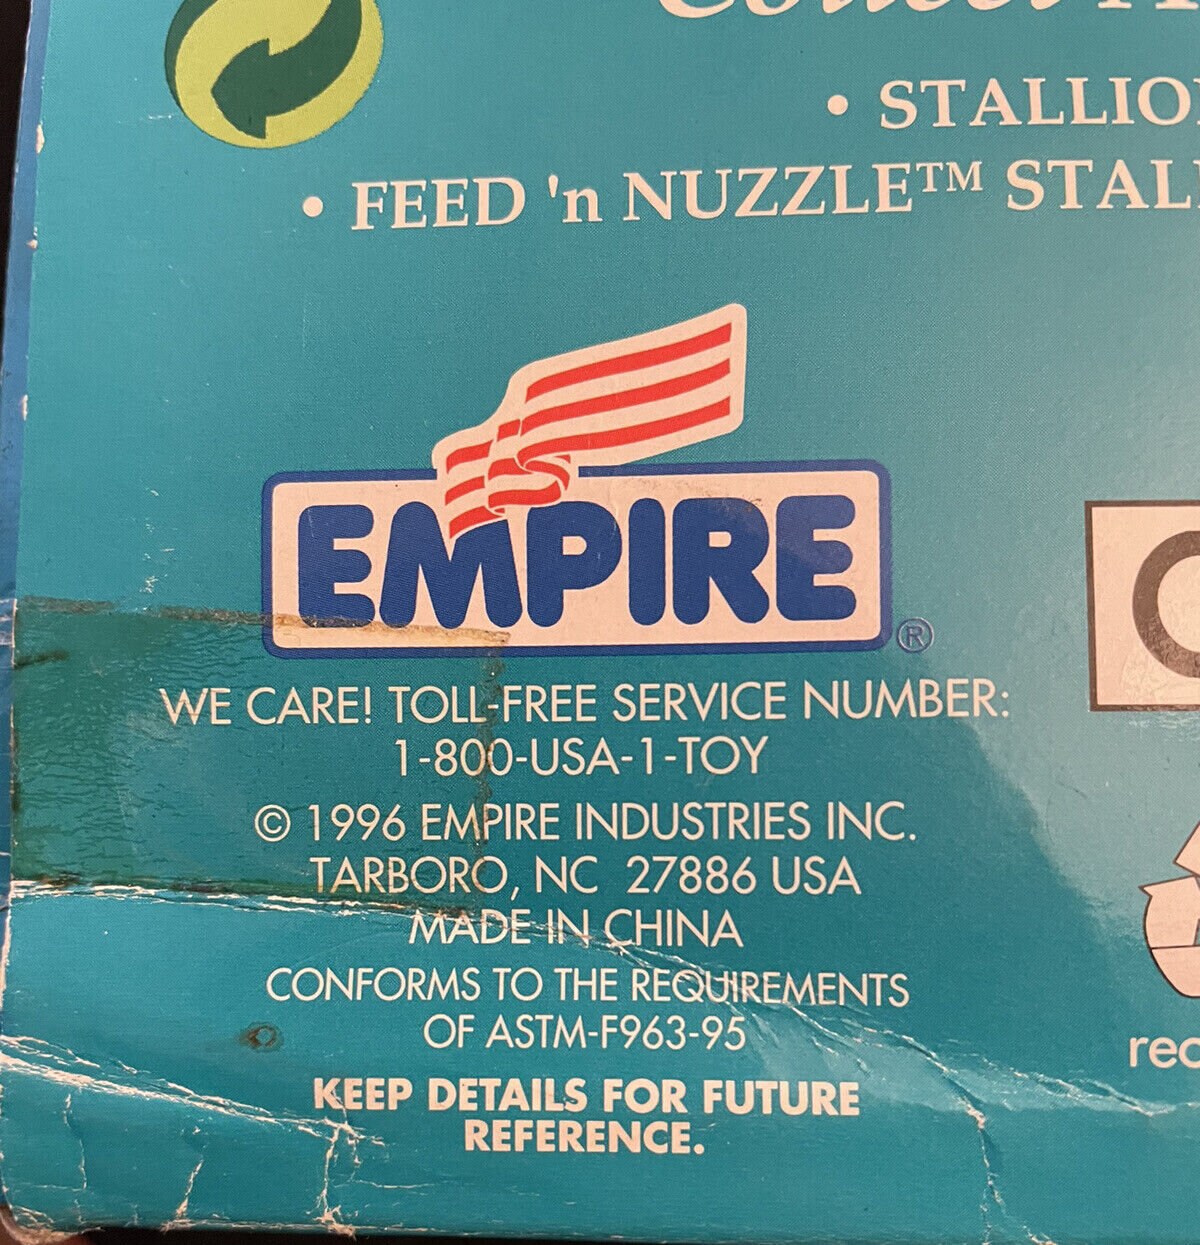 • STALLIO
• FEED 'n NUZZLE™ STAL
EMPIRE®
WE CARE! TOLL-FREE SERVICE NUMBER:
1-800-USA-1-TOY
© 1996 EMPIRE INDUSTRIES INC.
TARBORO, NC 27886 USA
MADE IN CHINA
CONFORMS TO THE REQUIREMENTS
OF ASTM-F963-95
KEEP DETAILS FOR FUTURE
REFERENCE.
rec